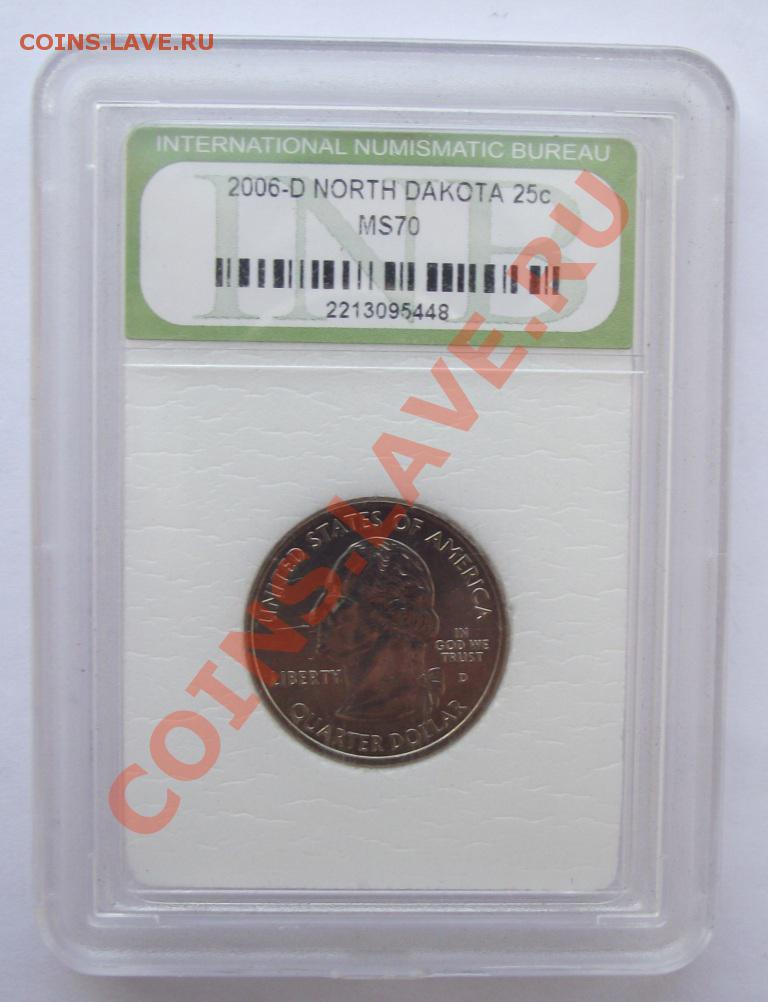 COINS.LAVE.RU
INTERNATIONAL NUMISMATIC BUREAU
INB
2006-D NORTH DAKOTA 25c
MS70
2213095448
COINS.LAVE.RU
UNITED STATES OF AMERICA
IN
GOD WE
TRUST
LIBERTY
D
QUARTER DOLLAR